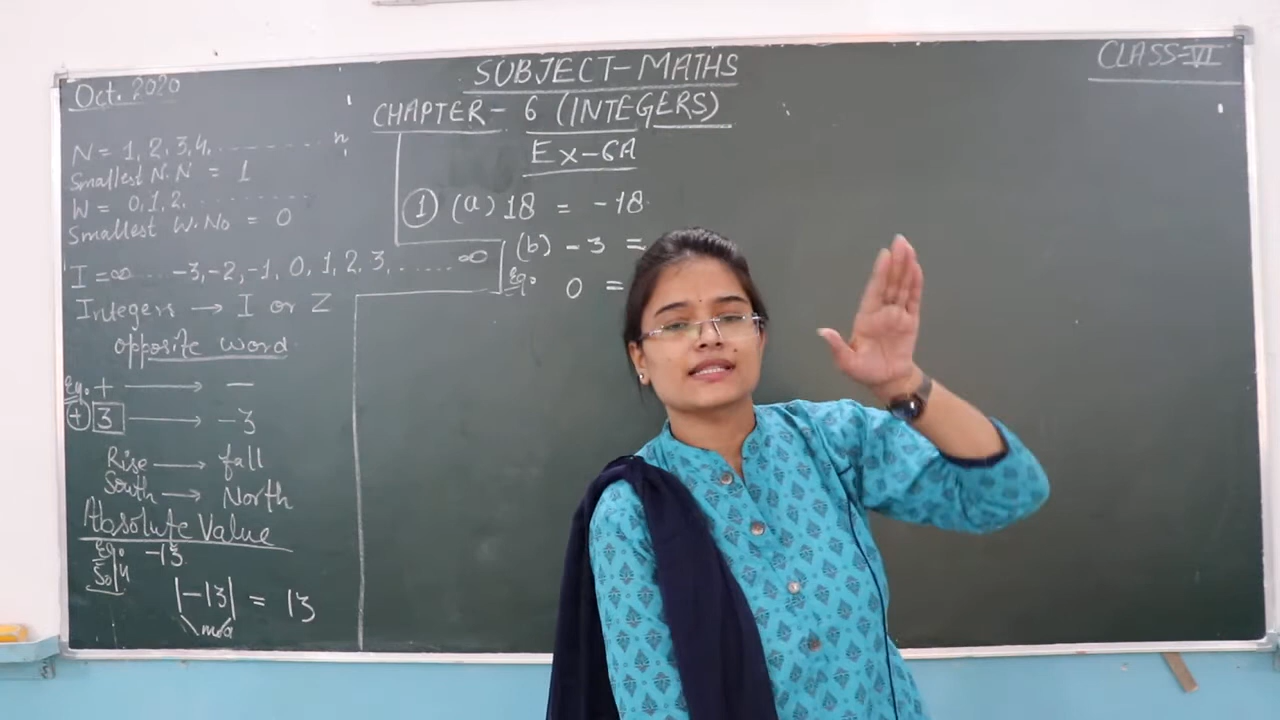 Oct. 2020
SUBJECT-MATHS
CLASS-VI
CHAPTER- 6 (INTEGERS)
Ex-6A
N = 1, 2, 3, 4, ........... n
Smallest N.N = 1
W = 0, 1, 2, ...........
Smallest W.No = 0
I = ∞ ..... -3, -2, -1, 0, 1, 2, 3, ....... ∞
Integers → I or Z
opposite word
Eg. + → -
(+) 3 → -3
Rise → fall
South → North
Absolute Value
Eg. -13
Soln
|-13| = 13
mod
① (a) 18 = -18
(b) - 3 =
Eg. 0 =